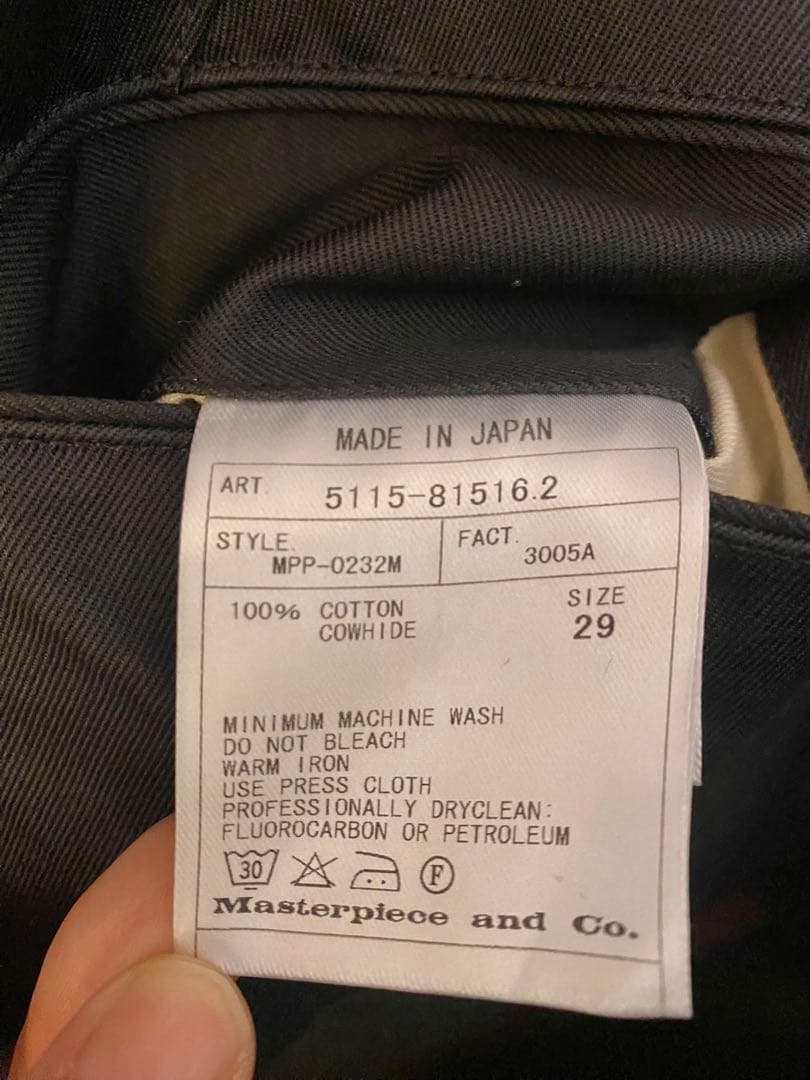 MADE IN JAPAN
ART. 5115-81516.2
STYLE. MPP-0232M FACT. 3005A
100% COTTON SIZE
COWHIDE 29
MINIMUM MACHINE WASH
DO NOT BLEACH
WARM IRON
USE PRESS CLOTH
PROFESSIONALLY DRYCLEAN:
FLUOROCARBON OR PETROLEUM
30 F
Masterpiece and Co.